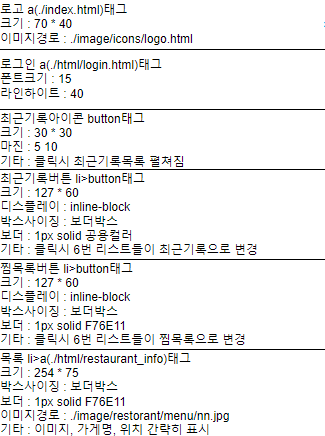 로고 a(./index.html)태그
크기 : 70 * 40
이미지경로 : ./image/icons/logo.html
로그인 a(./html/login.html)태그
폰트크기 : 15
라인하이트 : 40
최근기록아이콘 button태그
크기 : 30 * 30
마진 : 5 10
기타 : 클릭시 최근기록목록 펼쳐짐
최근기록버튼 li>button태그
크기 : 127 * 60
디스플레이 : inline-block
박스사이징 : 보더박스
보더 : 1px solid 공용컬러
기타 : 클릭시 6번 리스트들이 최근기록으로 변경
찜목록버튼 li>button태그
크기 : 127 * 60
디스플레이 : inline-block
박스사이징 : 보더박스
보더 : 1px solid F76E11
기타 : 클릭시 6번 리스트들이 찜목록으로 변경
목록 li>a(./html/restaurant_info)태그
크기 : 254 * 75
박스사이징 : 보더박스
보더 : 1px solid F76E11
이미지경로 : ./image/restorant/menu/nn.jpg
기타 : 이미지, 가게명, 위치 간략히 표시